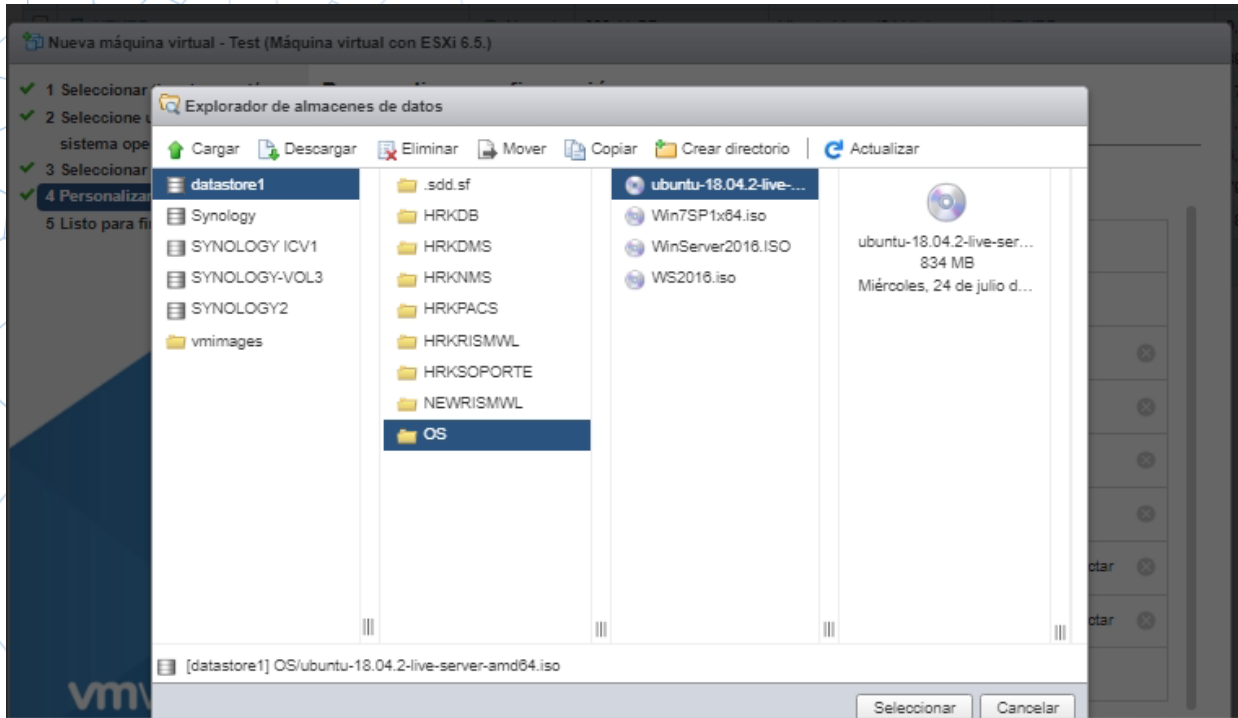 Nueva máquina virtual - Test (Máquina virtual con ESXi 6.5.)
1 Seleccionar
2 Seleccione
sistema ope
3 Seleccionar
4 Personalizar
5 Listo para fi
Explorador de almacenes de datos
Cargar Descargar Eliminar Mover Copiar Crear directorio Actualizar
datastore1
Synology
SYNOLOGY ICV1
SYNOLOGY-VOL3
SYNOLOGY2
vmimages
.sdd.sf
HRKDB
HRKDMS
HRKNMS
HRKPACS
HRKRISMWL
HRKSOPORTE
NEWRISMWL
OS
ubuntu-18.04.2-live-...
Win7SP1x64.iso
WinServer2016.ISO
WS2016.iso
ubuntu-18.04.2-live-ser...
834 MB
Miércoles, 24 de julio d...
ctar
ctar
[datastore1] OS/ubuntu-18.04.2-live-server-amd64.iso
vm
Seleccionar Cancelar